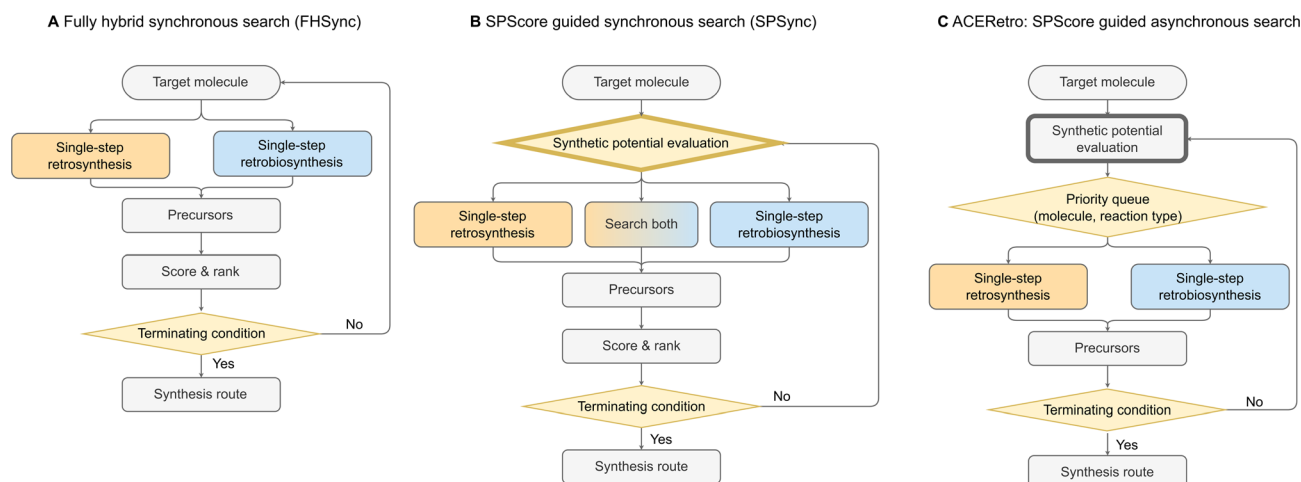 A Fully hybrid synchronous search (FHSync)
Target molecule
Single-step
retrosynthesis
Single-step
retrobiosynthesis
Precursors
Score & rank
Terminating condition
No
Yes
Synthesis route
B SPScore guided synchronous search (SPSync)
Target molecule
Synthetic potential evaluation
Single-step
retrosynthesis
Search both
Single-step
retrobiosynthesis
Precursors
Score & rank
Terminating condition
No
Yes
Synthesis route
C ACERetro: SPScore guided asynchronous search
Target molecule
Synthetic potential
evaluation
Priority queue
(molecule, reaction type)
Single-step
retrosynthesis
Single-step
retrobiosynthesis
Precursors
Terminating condition
No
Yes
Synthesis route